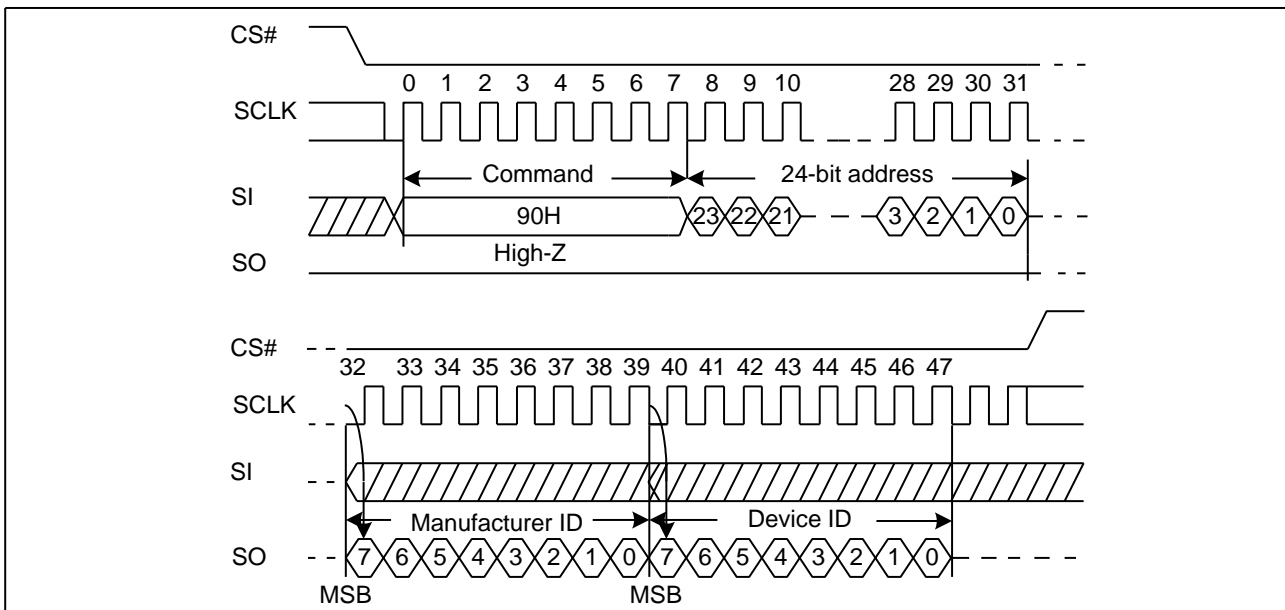 CS#
0 1 2 3 4 5 6 7 8 9 10 28 29 30 31
SCLK
Command 24-bit address
SI
90H 23 22 21 3 2 1 0
High-Z
SO
CS#
32 33 34 35 36 37 38 39 40 41 42 43 44 45 46 47
SCLK
SI
Manufacturer ID Device ID
SO 7 6 5 4 3 2 1 0 7 6 5 4 3 2 1 0
MSB MSB